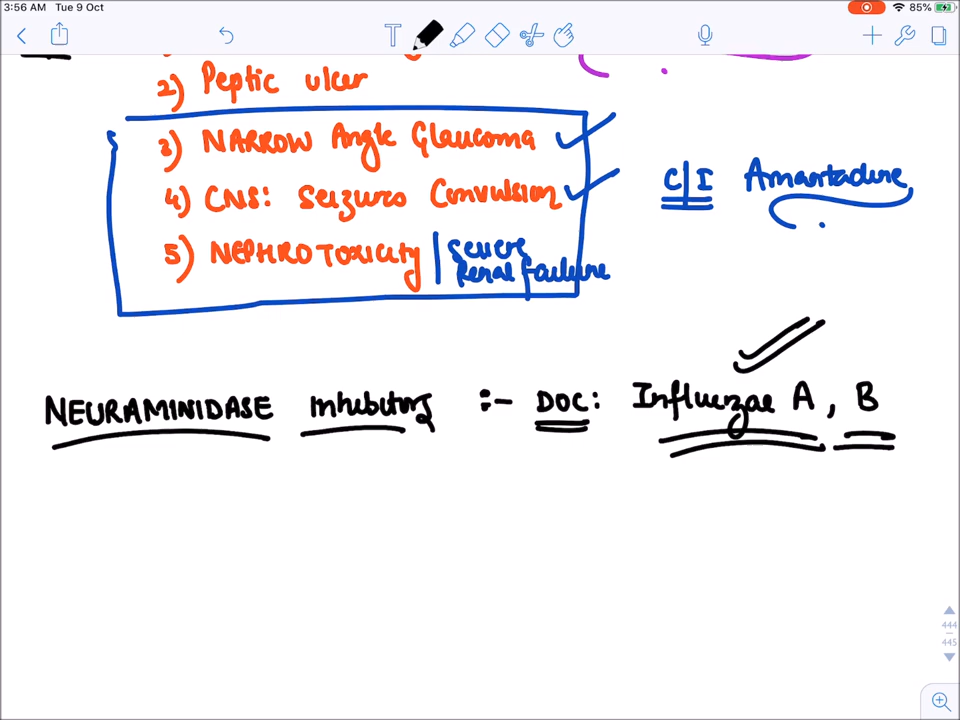 3:56 AM Tue 9 Oct 85%
T
2) Peptic ulcer
3) NARROW Angle Glaucoma
4) CNS: Seizures Convulsion
C/I Amantadine
5) NEPHROToxicity | severe
Renal failure
NEURAMINIDASE Inhibitors :- DOC: Influenzae A, B
444
445